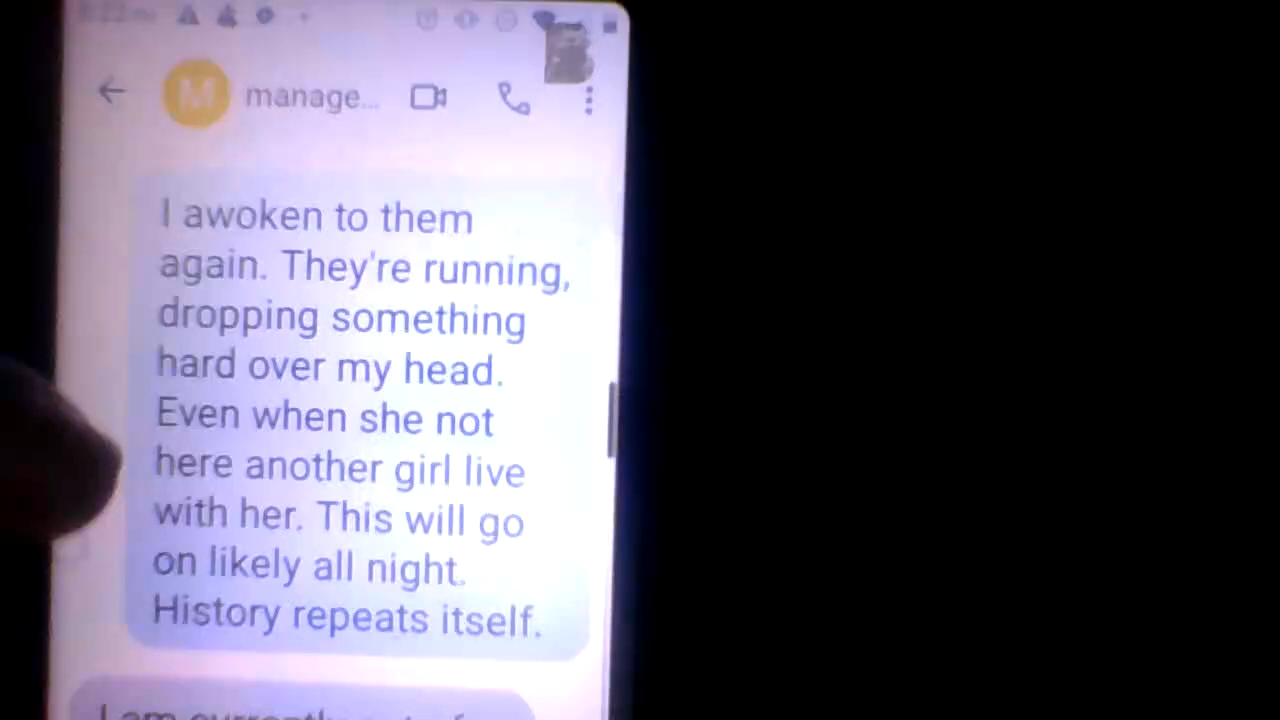 M manage...
I awoken to them
again. They're running,
dropping something
hard over my head.
Even when she not
here another girl live
with her. This will go
on likely all night.
History repeats itself.
I am